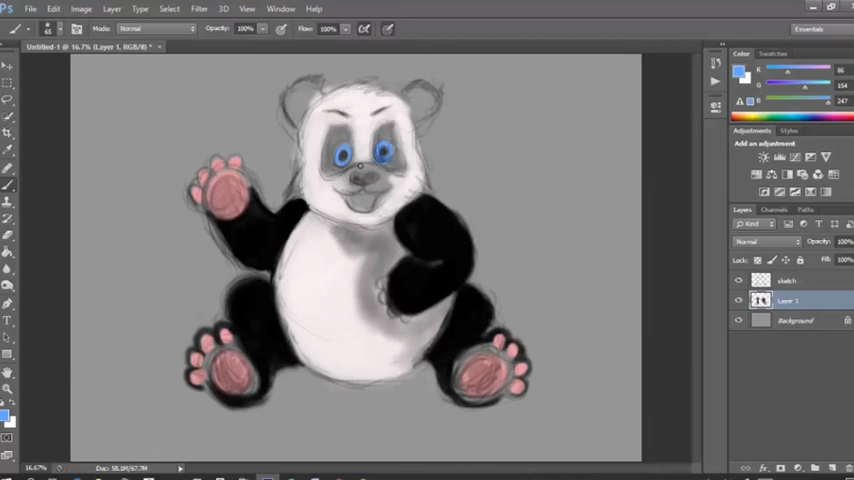 Ps File Edit Image Layer Type Select Filter 3D View Window Help
65 Mode: Normal Opacity: 100% Flow: 100% Essentials
Untitled-1 @ 16.7% (Layer 1, RGB/8) * ×
Color Swatches
R 86
G 154
B 247
Adjustments Styles
Add an adjustment
Layers Channels Paths
Kind
Normal Opacity: 100%
Lock: Fill: 100%
sketch
Layer 1
Background
16.67% Doc: 58.1M/67.7M